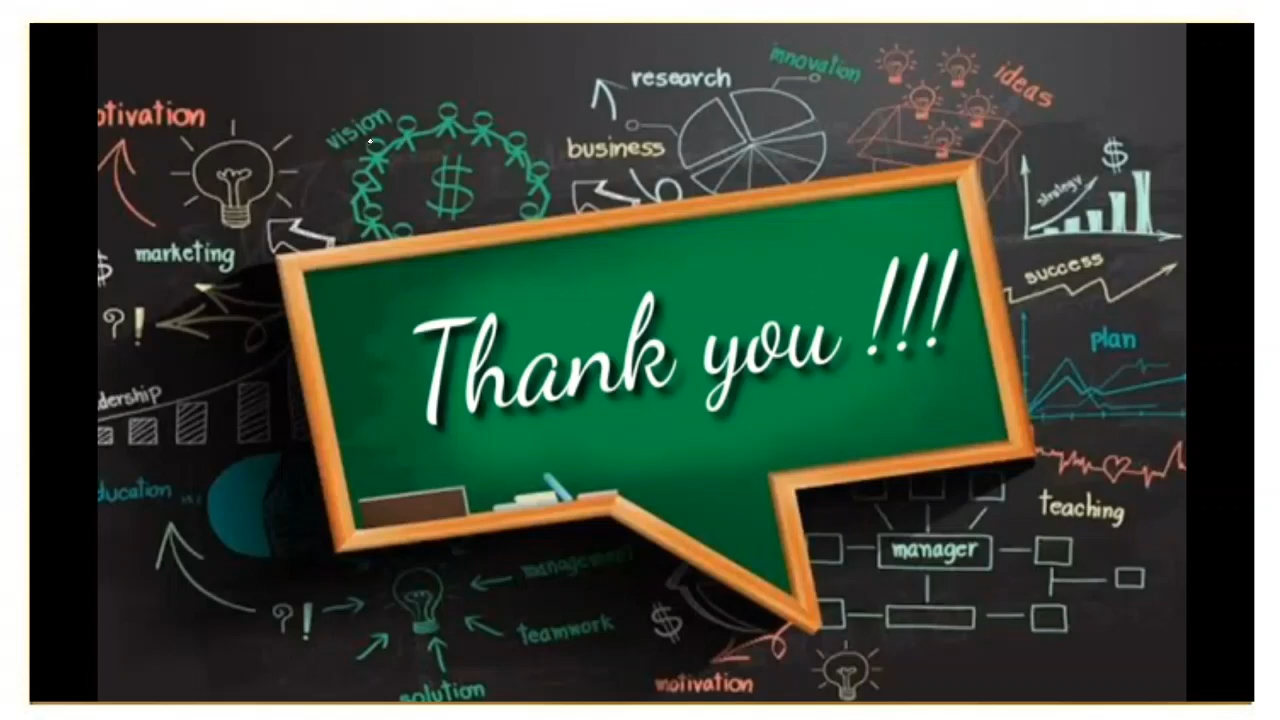 innovation
research
ideas
otivation
vision
business
$
strategy
$
marketing
$
success
Thank you !!!
? !
plan
dership
ducation
teaching
manager
management
? !
teamwork
$
motivation
solution